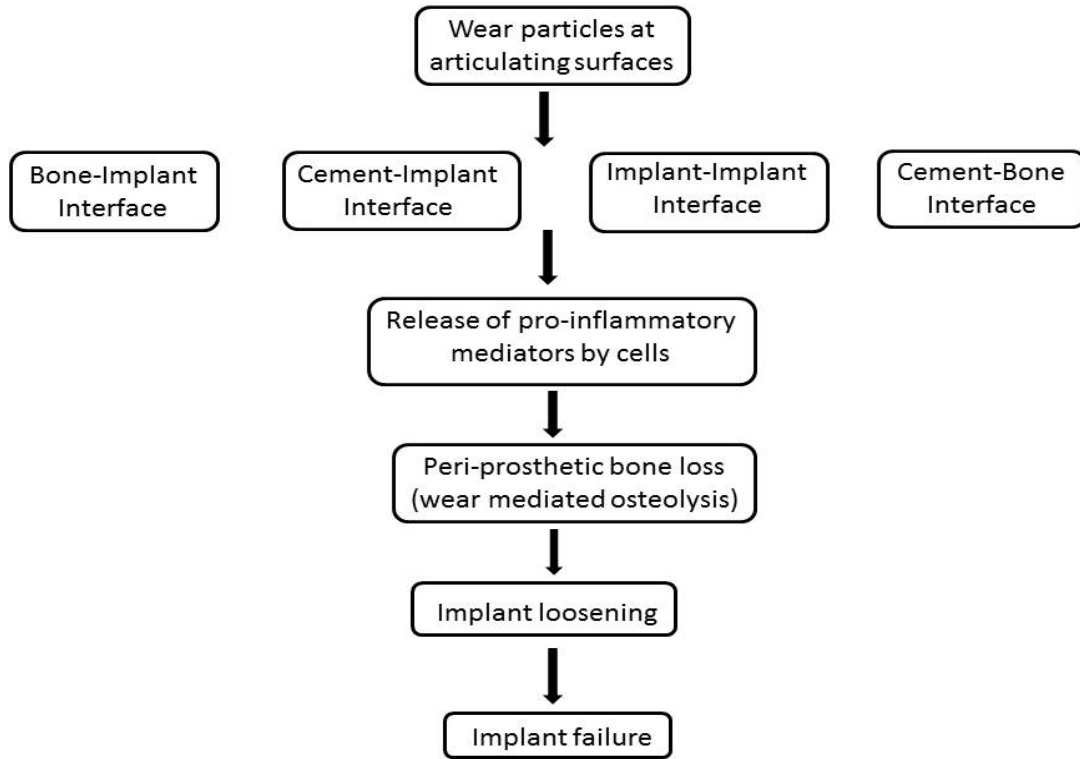 Wear particles at
articulating surfaces
Bone-Implant
Interface
Cement-Implant
Interface
Implant-Implant
Interface
Cement-Bone
Interface
Release of pro-inflammatory
mediators by cells
Peri-prosthetic bone loss
(wear mediated osteolysis)
Implant loosening
Implant failure